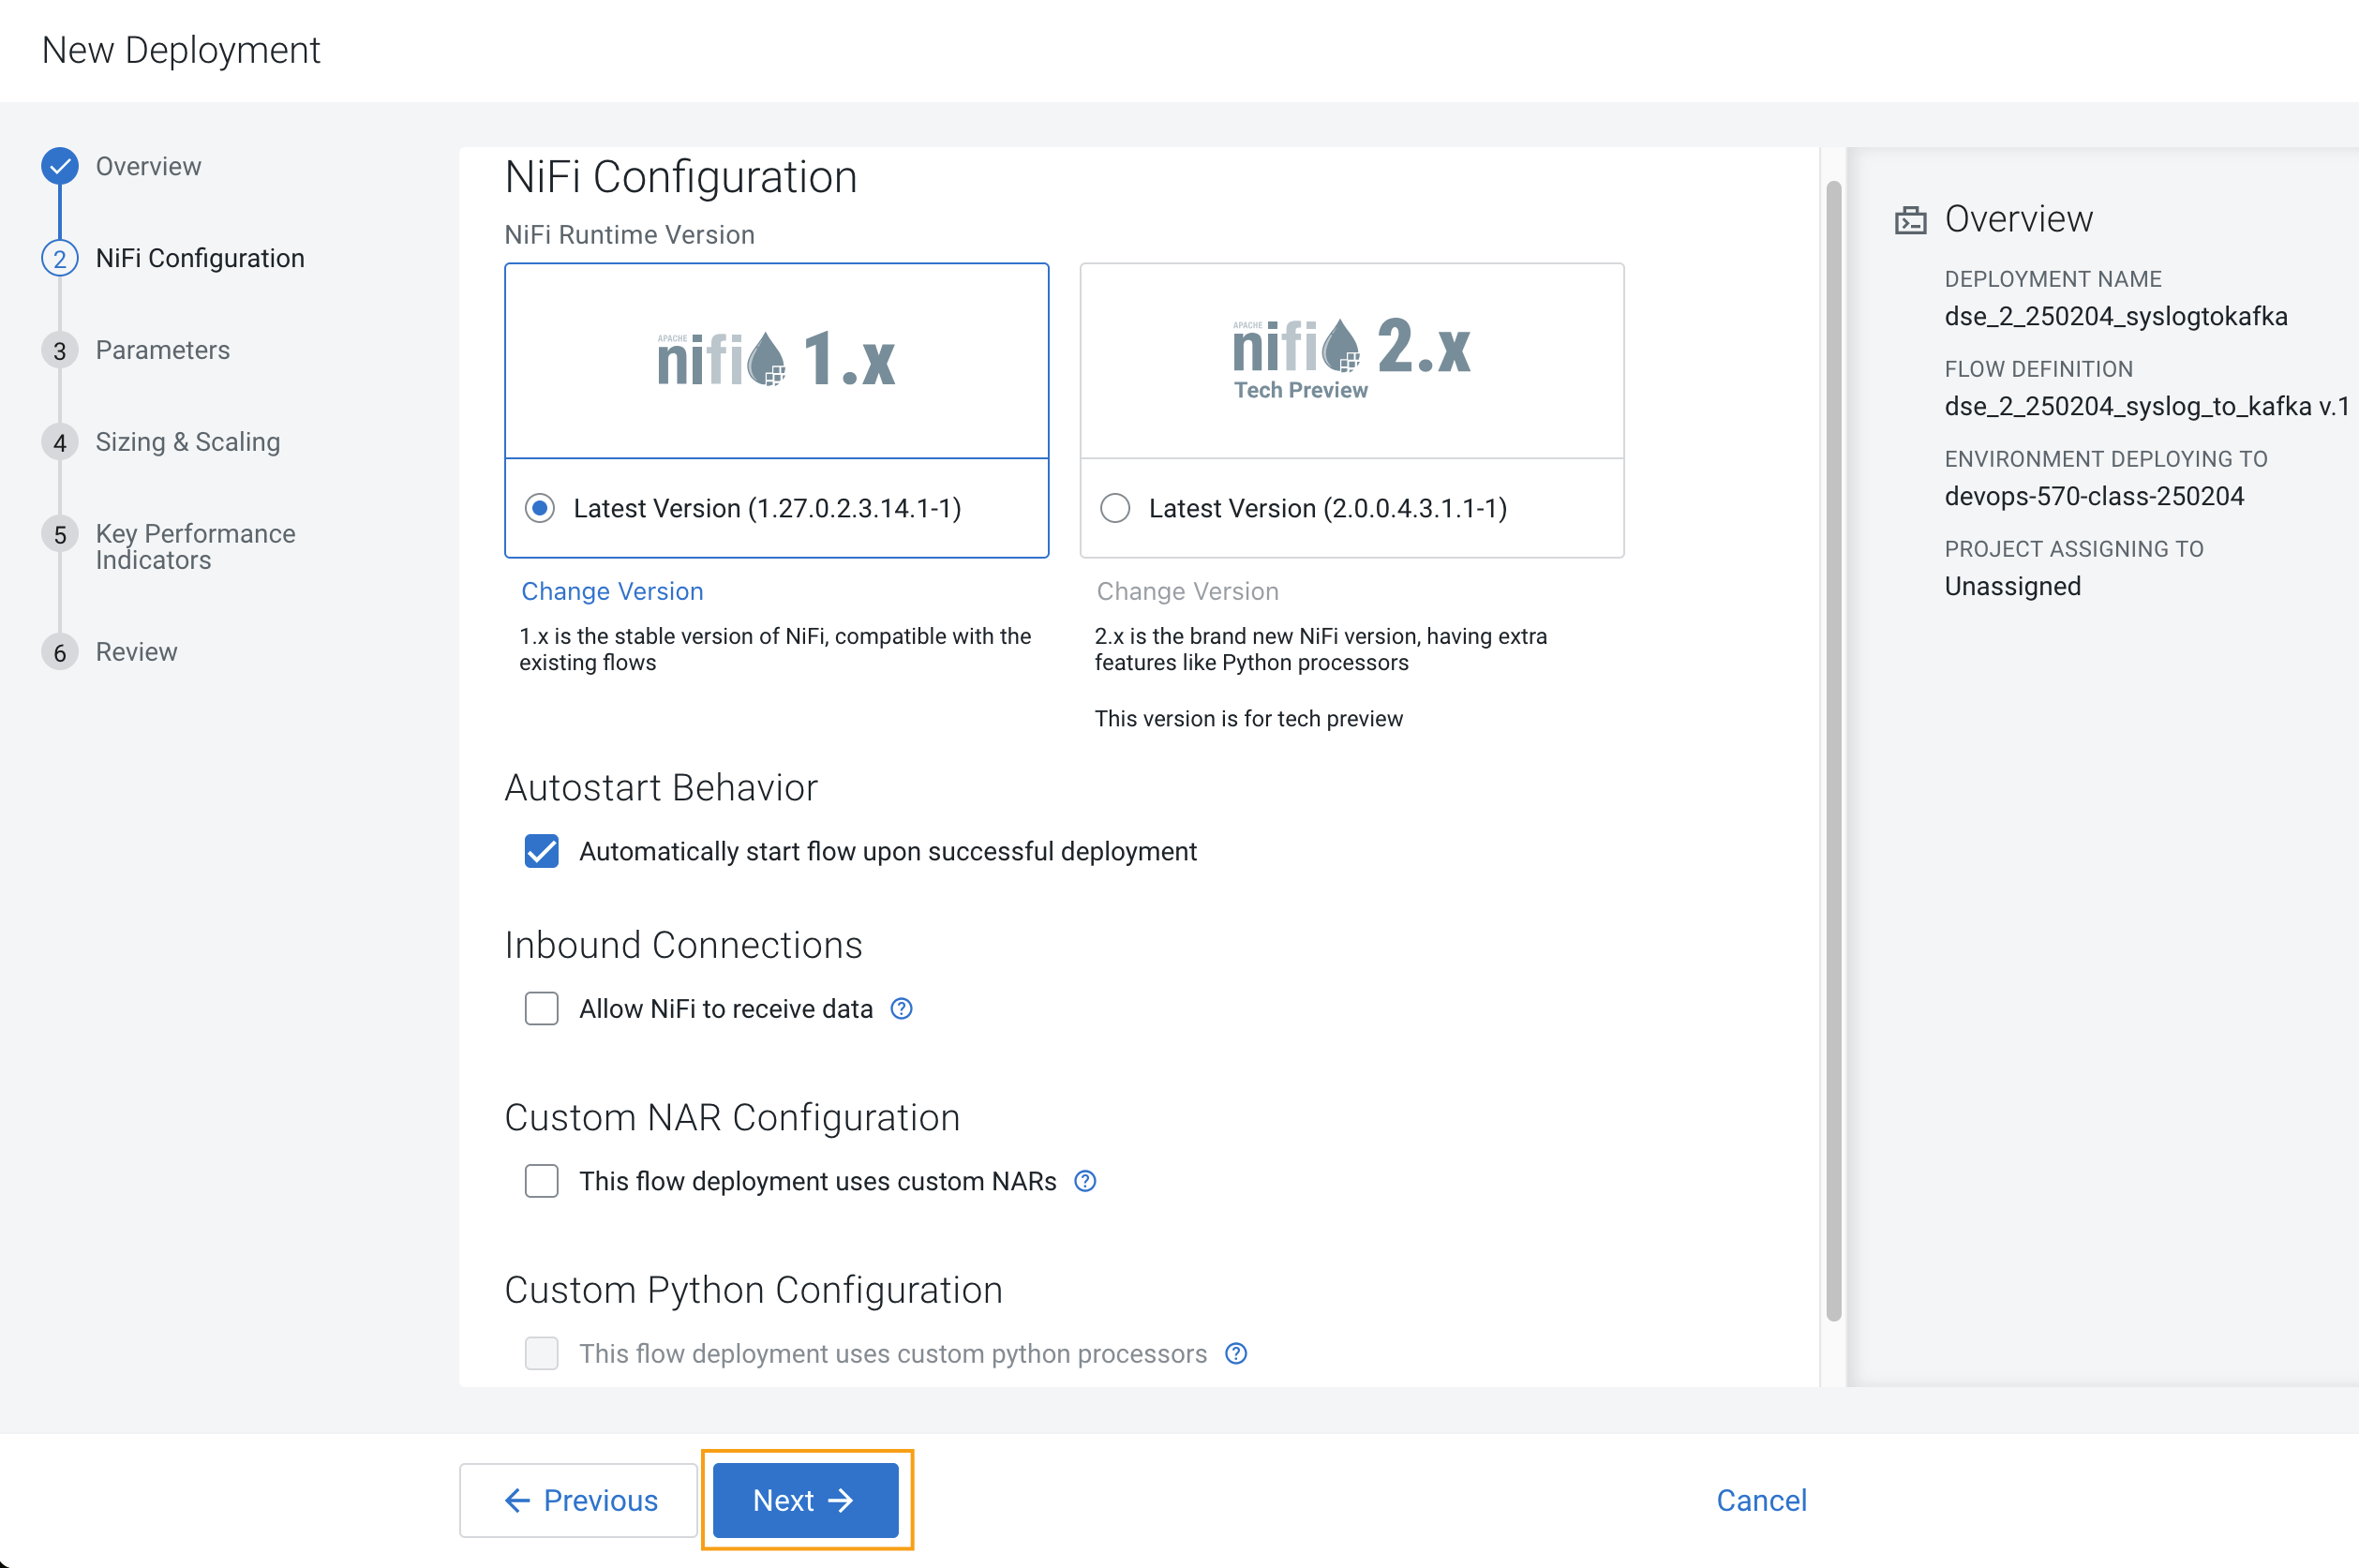 New Deployment
Overview
2 NiFi Configuration
3 Parameters
4 Sizing & Scaling
5 Key Performance
Indicators
6 Review
NiFi Configuration
NiFi Runtime Version
APACHE
nifi 1.x
APACHE
nifi 2.x
Tech Preview
Latest Version (1.27.0.2.3.14.1-1)
Latest Version (2.0.0.4.3.1.1-1)
Change Version
Change Version
1.x is the stable version of NiFi, compatible with the
existing flows
2.x is the brand new NiFi version, having extra
features like Python processors
This version is for tech preview
Autostart Behavior
Automatically start flow upon successful deployment
Inbound Connections
Allow NiFi to receive data ?
Custom NAR Configuration
This flow deployment uses custom NARs ?
Custom Python Configuration
This flow deployment uses custom python processors ?
Overview
DEPLOYMENT NAME
dse_2_250204_syslogtokafka
FLOW DEFINITION
dse_2_250204_syslog_to_kafka v.1
ENVIRONMENT DEPLOYING TO
devops-570-class-250204
PROJECT ASSIGNING TO
Unassigned
← Previous
Next →
Cancel